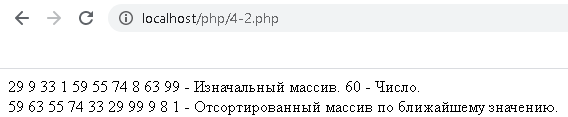 localhost/php/4-2.php
29 9 33 1 59 55 74 8 63 99 - Изначальный массив. 60 - Число.
59 63 55 74 33 29 99 9 8 1 - Отсортированный массив по ближайшему значению.